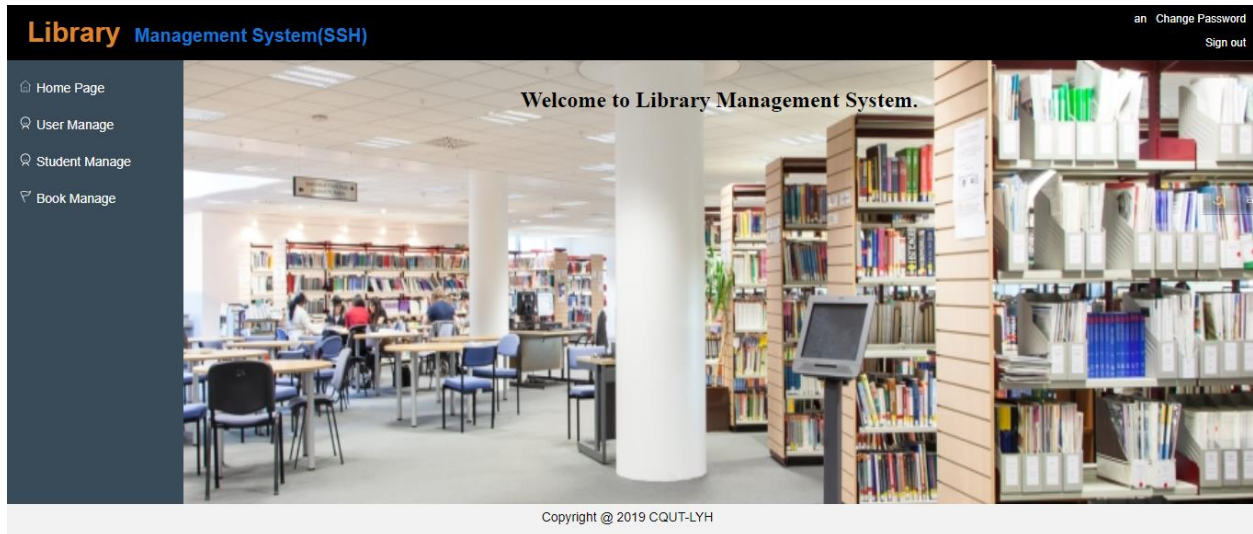 Library Management System(SSH)
an Change Password
Sign out
Home Page
User Manage
Student Manage
Book Manage
Welcome to Library Management System.
Copyright @ 2019 CQUT-LYH